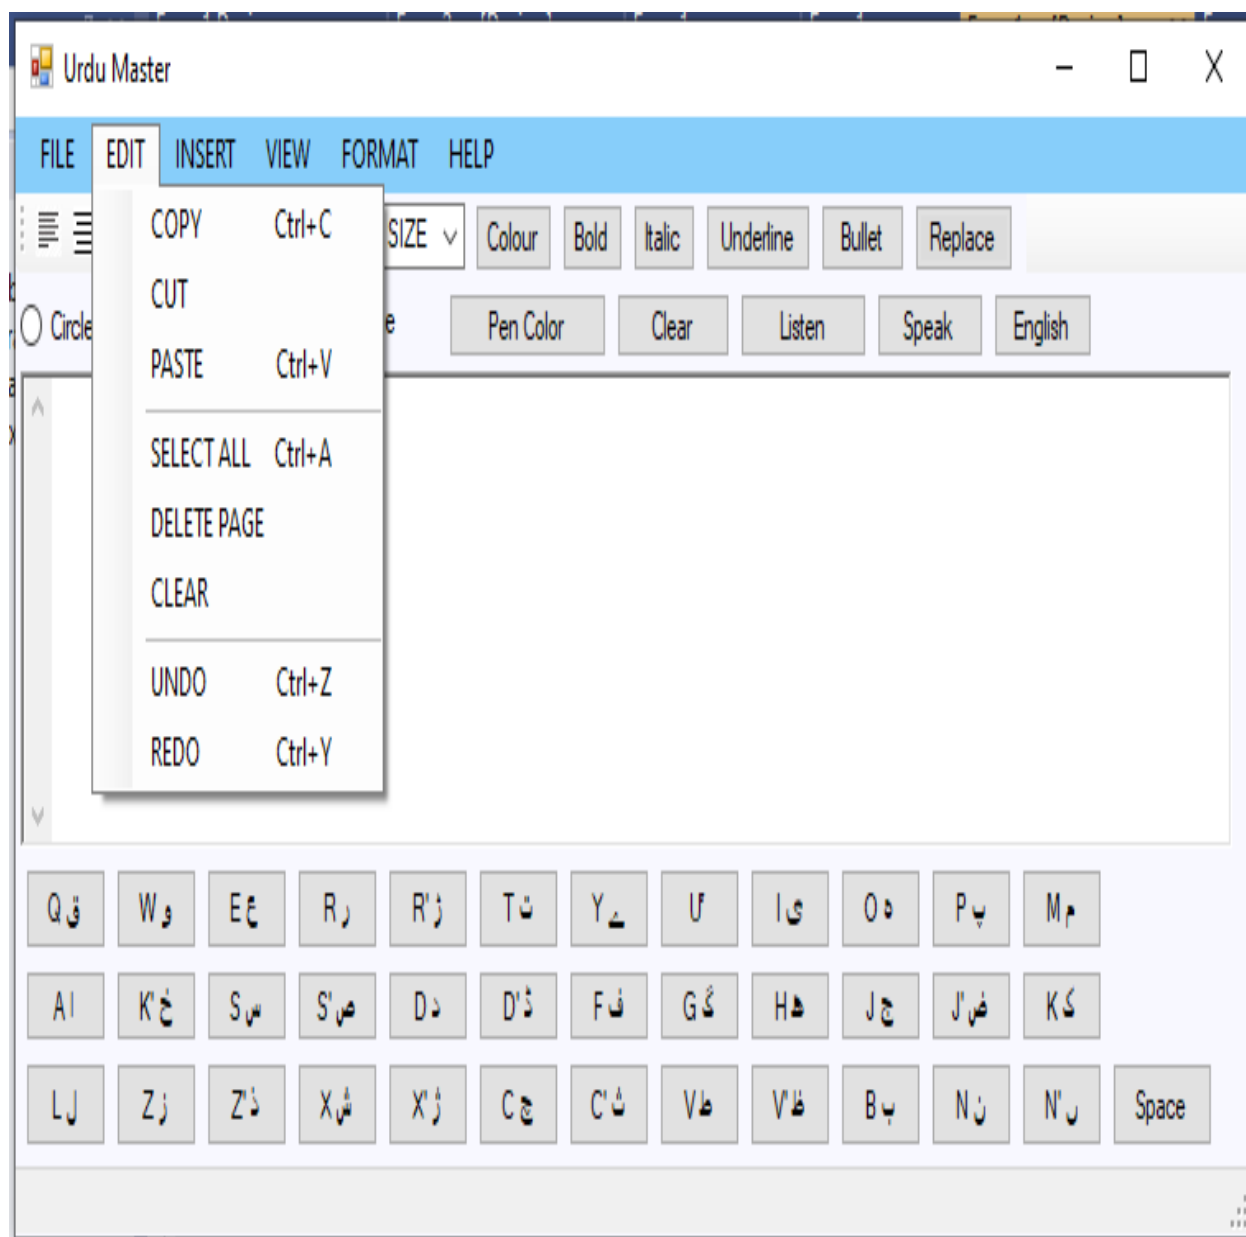 Urdu Master
FILE EDIT INSERT VIEW FORMAT HELP
COPY Ctrl+C
CUT
PASTE Ctrl+V
SELECT ALL Ctrl+A
DELETE PAGE
CLEAR
UNDO Ctrl+Z
REDO Ctrl+Y
SIZE Colour Bold Italic Underline Bullet Replace
Circle Pen Color Clear Listen Speak English
Q ق W و E ع R ر R' ڑ T ت Y ے U ئ I ی O ہ P پ M م
A ا K' خ S س S' ص D د D' ڈ F ف G گ H ھ J ج J' ض K ک
L ل Z ز Z' ذ X ش X' ژ C چ C' ث V ط V' ظ B ب N ن N' ں Space